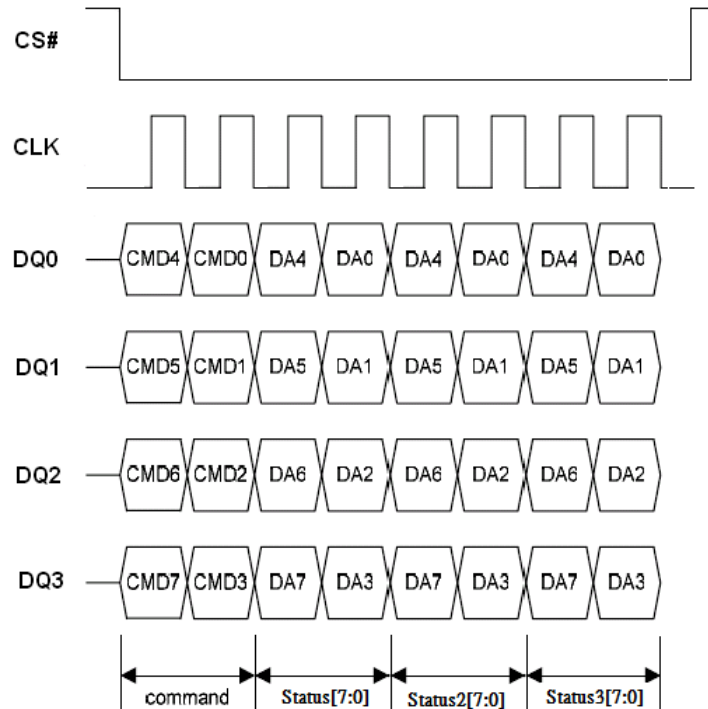 CS#
CLK
DQ0 CMD4 CMD0 DA4 DA0 DA4 DA0 DA4 DA0
DQ1 CMD5 CMD1 DA5 DA1 DA5 DA1 DA5 DA1
DQ2 CMD6 CMD2 DA6 DA2 DA6 DA2 DA6 DA2
DQ3 CMD7 CMD3 DA7 DA3 DA7 DA3 DA7 DA3
command Status[7:0] Status2[7:0] Status3[7:0]